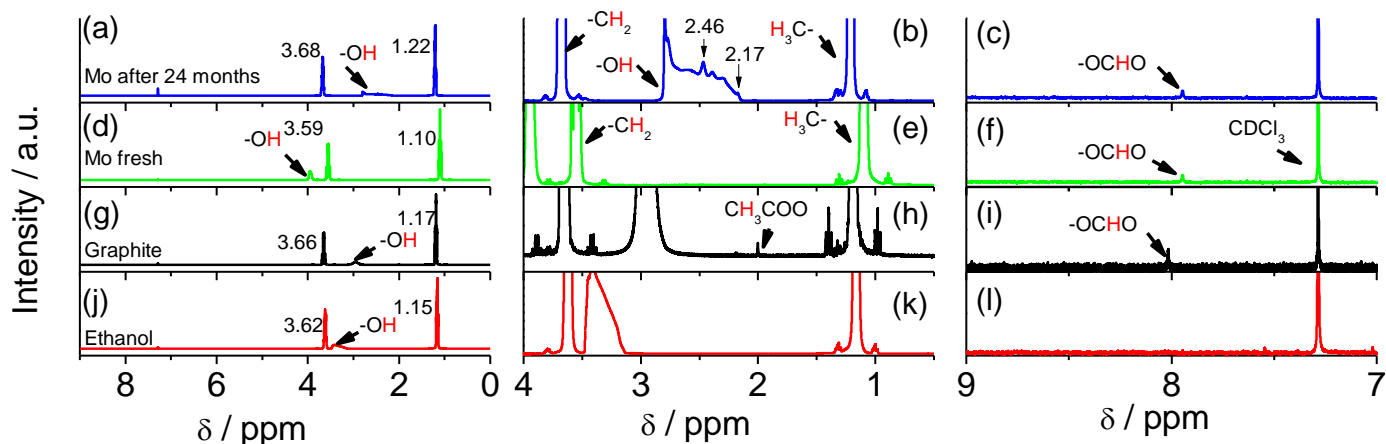 Intensity / a.u.
(a)
3.68
-OH
1.22
Mo after 24 months
(d)
-OH
3.59
1.10
Mo fresh
(g)
3.66
-OH
1.17
Graphite
(j)
3.62
-OH
1.15
Ethanol
8 6 4 2 0
δ / ppm
-CH₂
2.46
2.17
H₃C-
(b)
-OH
-CH₂
H₃C-
(e)
CH₃COO
(h)
(k)
4 3 2 1
δ / ppm
(c)
-OCHO
(f)
-OCHO
CDCl₃
(i)
-OCHO
(l)
9 8 7
δ / ppm